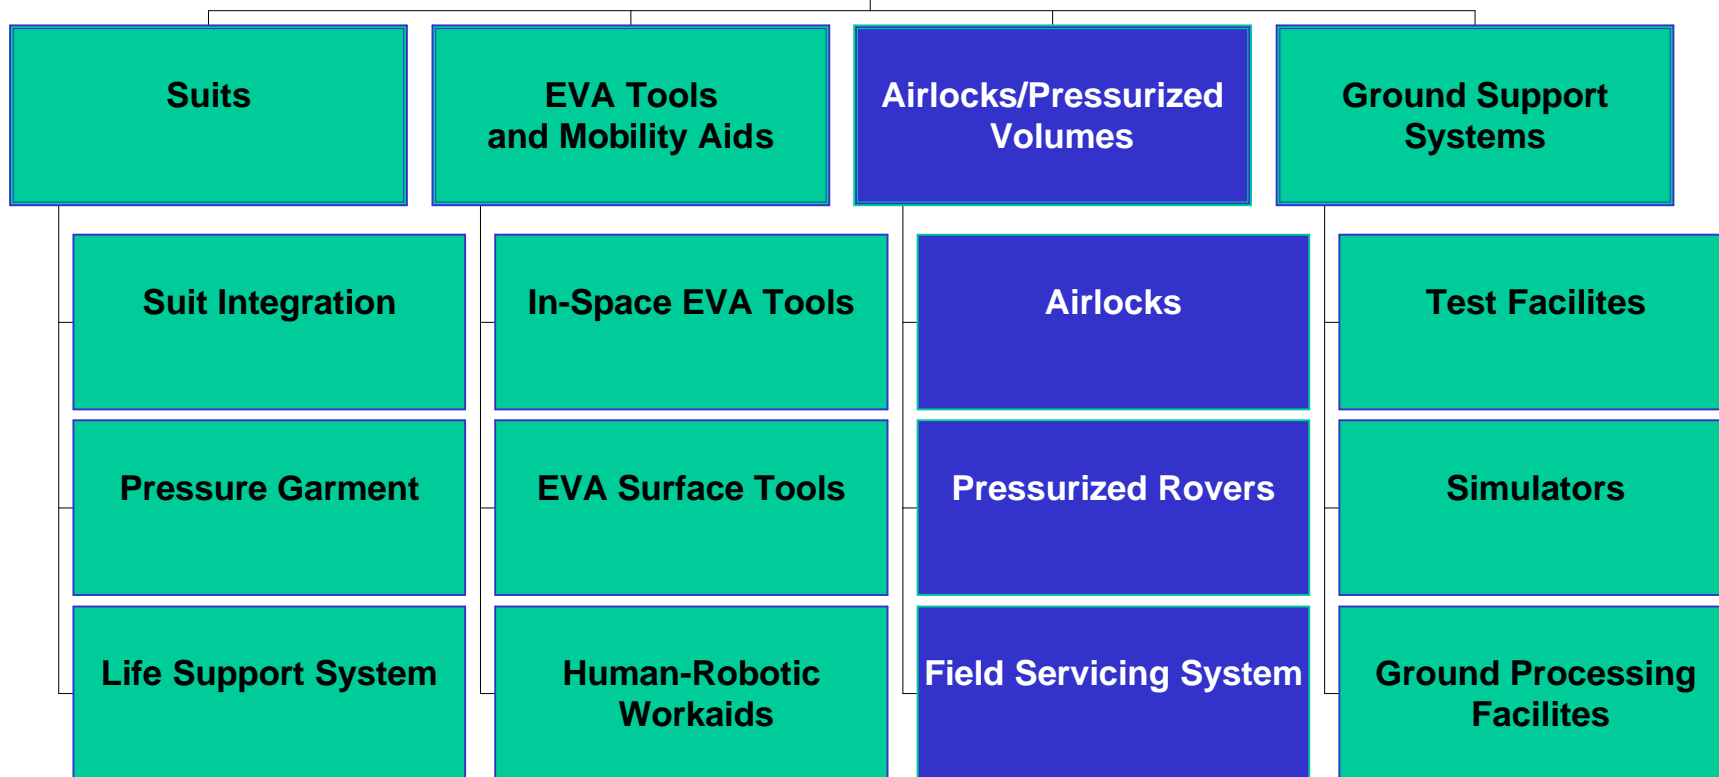 Suits
EVA Tools
and Mobility Aids
Airlocks/Pressurized
Volumes
Ground Support
Systems
Suit Integration
In-Space EVA Tools
Airlocks
Test Facilites
Pressure Garment
EVA Surface Tools
Pressurized Rovers
Simulators
Life Support System
Human-Robotic
Workaids
Field Servicing System
Ground Processing
Facilites